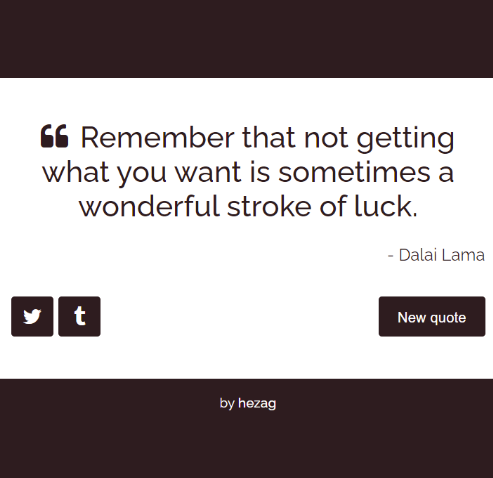 ❝ Remember that not getting
what you want is sometimes a
wonderful stroke of luck.
- Dalai Lama
t
New quote
by hezag